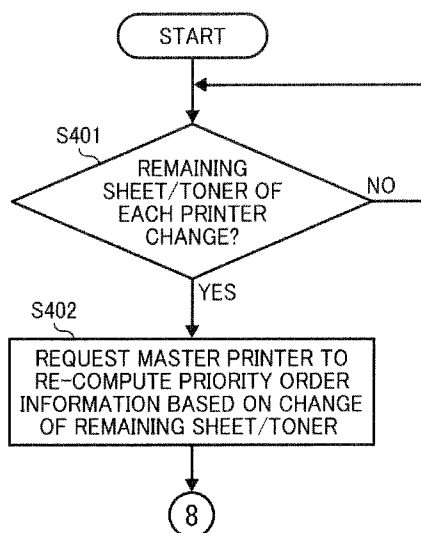 START
S401
REMAINING
SHEET/TONER OF
EACH PRINTER
CHANGE?
NO
YES
S402
REQUEST MASTER PRINTER TO
RE-COMPUTE PRIORITY ORDER
INFORMATION BASED ON CHANGE
OF REMAINING SHEET/TONER
8